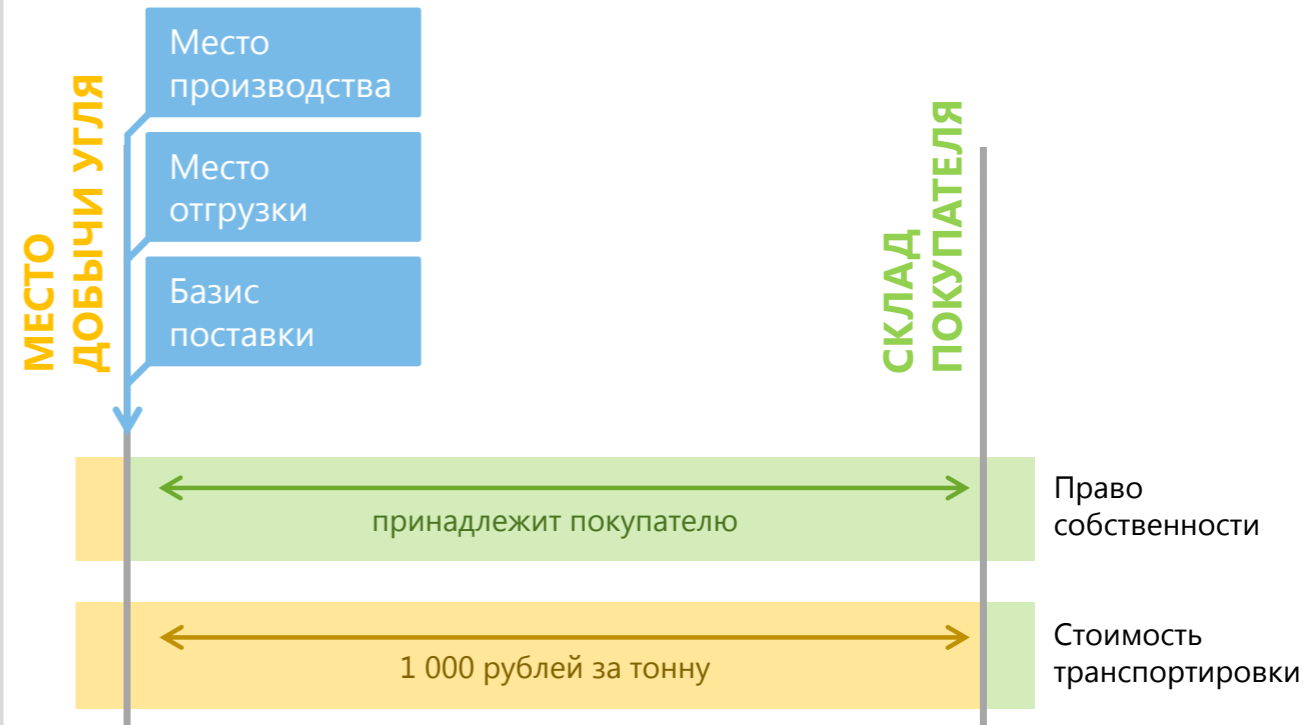 МЕСТО
ДОБЫЧИ УГЛЯ
Место
производства
Место
отгрузки
Базис
поставки
СКЛАД
ПОКУПАТЕЛЯ
принадлежит покупателю
Право
собственности
1 000 рублей за тонну
Стоимость
транспортировки